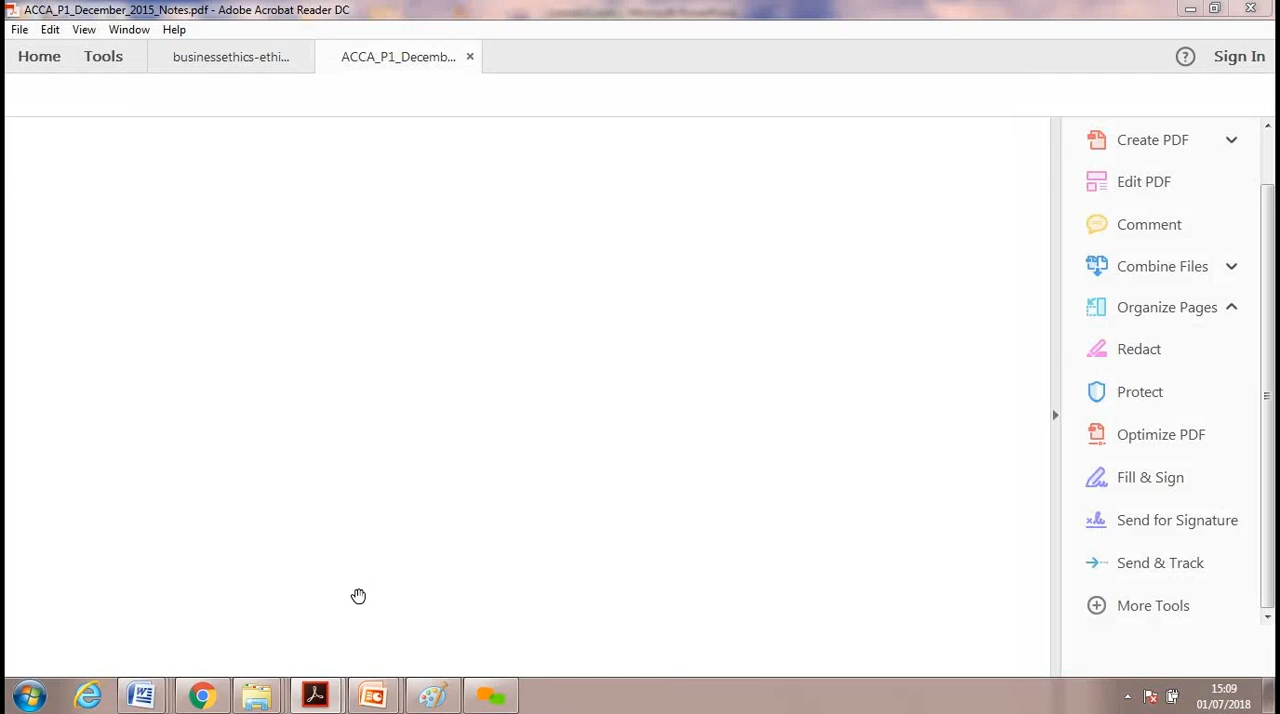 ACCA_P1_December_2015_Notes.pdf - Adobe Acrobat Reader DC
File Edit View Window Help
Home Tools businessethics-ethi... ACCA_P1_Decemb... × ? Sign In
Create PDF
Edit PDF
Comment
Combine Files
Organize Pages
Redact
Protect
Optimize PDF
Fill & Sign
Send for Signature
Send & Track
More Tools
15:09
01/07/2018